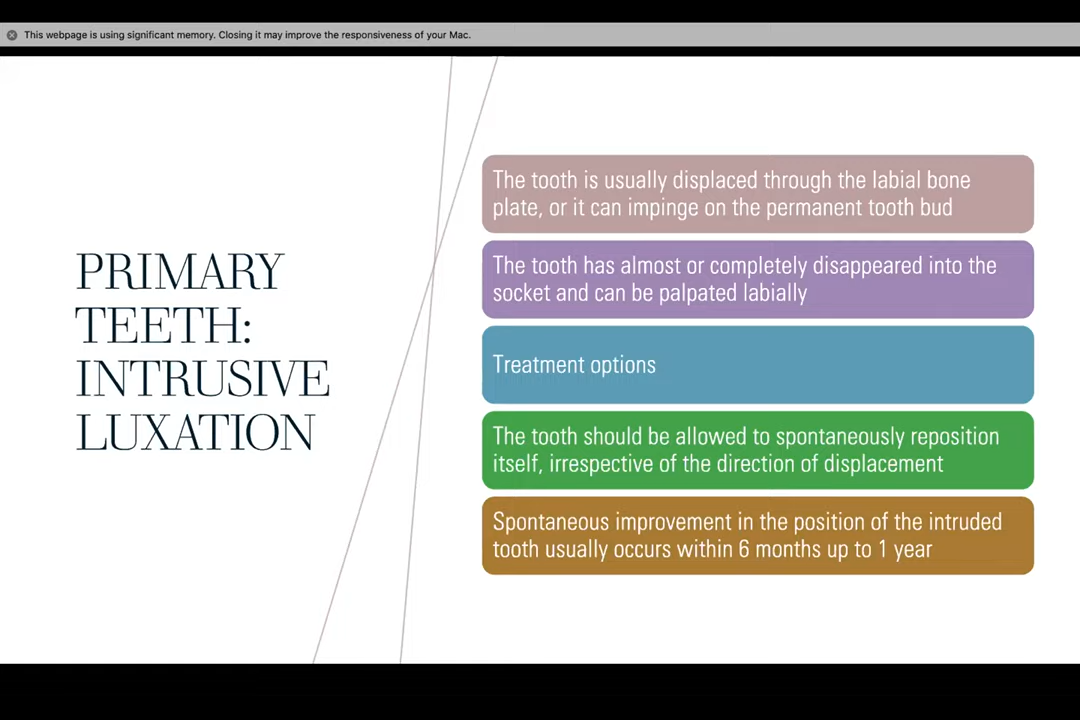 This webpage is using significant memory. Closing it may improve the responsiveness of your Mac.
PRIMARY
TEETH:
INTRUSIVE
LUXATION
The tooth is usually displaced through the labial bone
plate, or it can impinge on the permanent tooth bud
The tooth has almost or completely disappeared into the
socket and can be palpated labially
Treatment options
The tooth should be allowed to spontaneously reposition
itself, irrespective of the direction of displacement
Spontaneous improvement in the position of the intruded
tooth usually occurs within 6 months up to 1 year